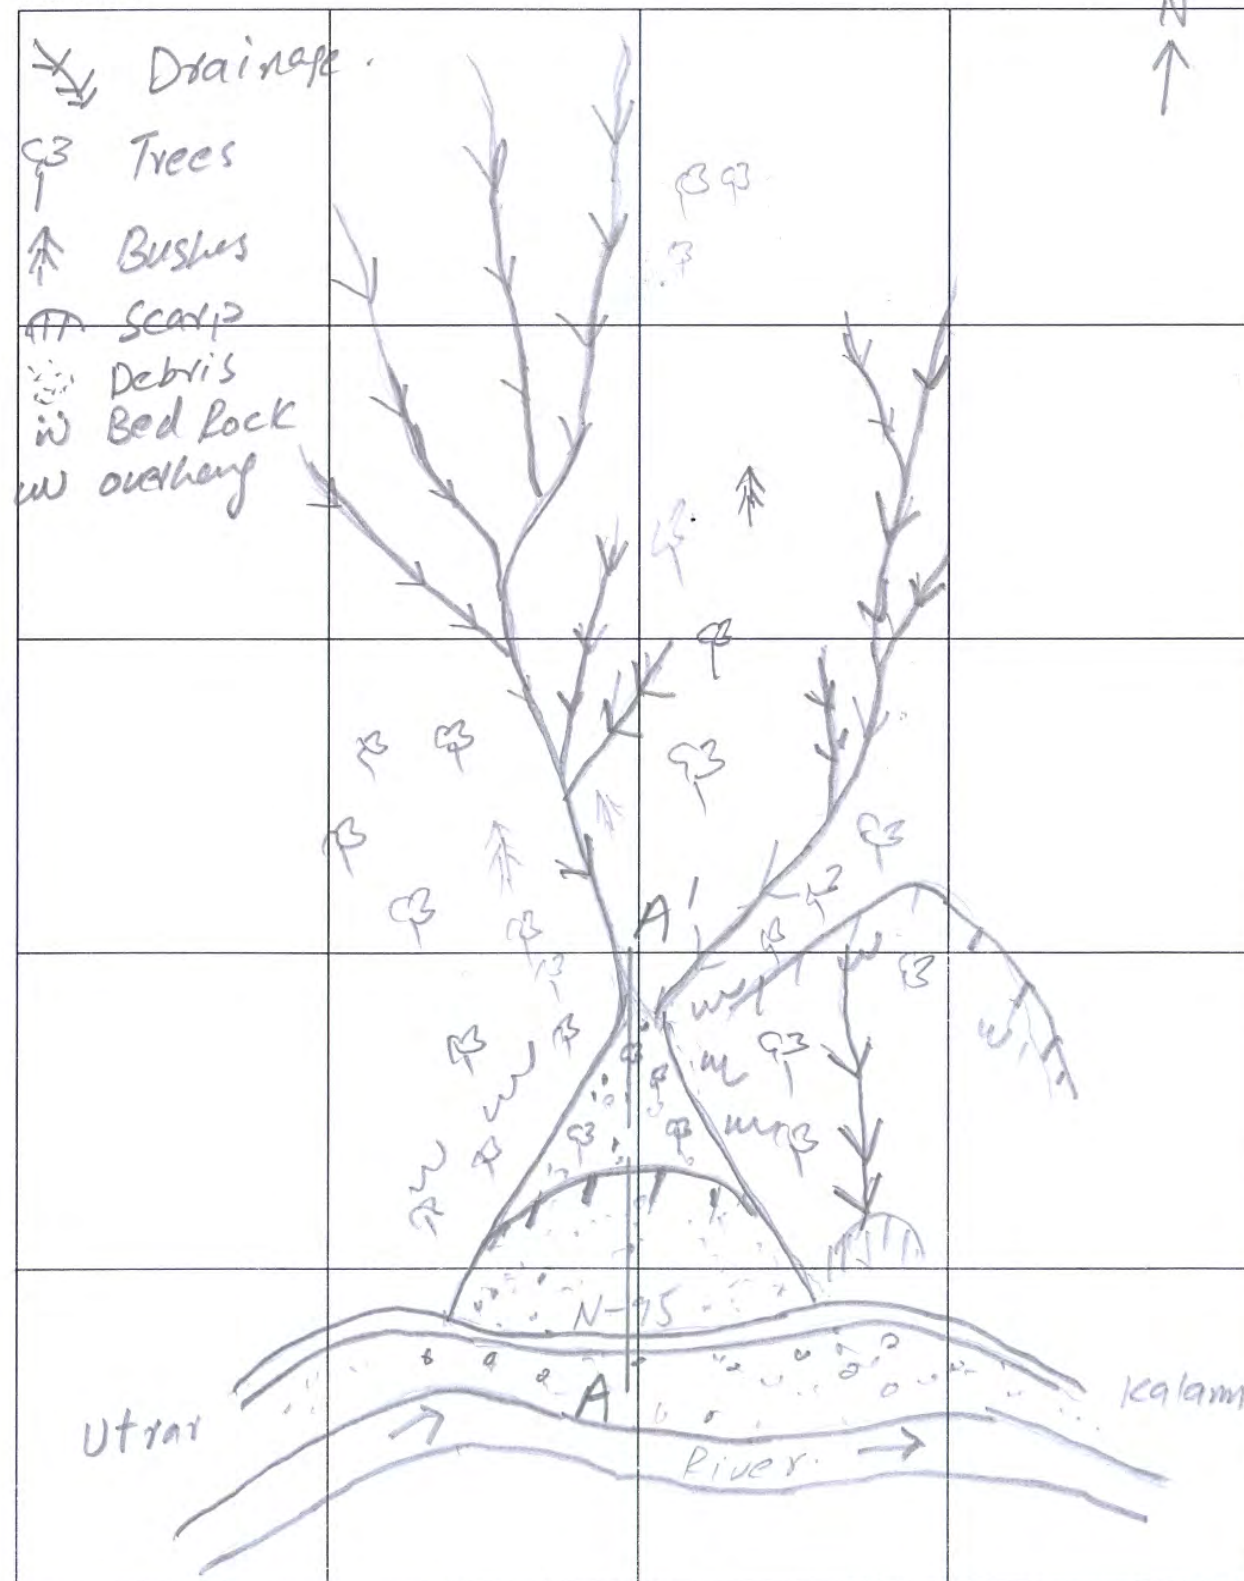 N
Drainage.
Trees
Bushes
Scarp
Debris
Bed Rock
overhang
A'
N-95
A
Utrar
Kalam
River.